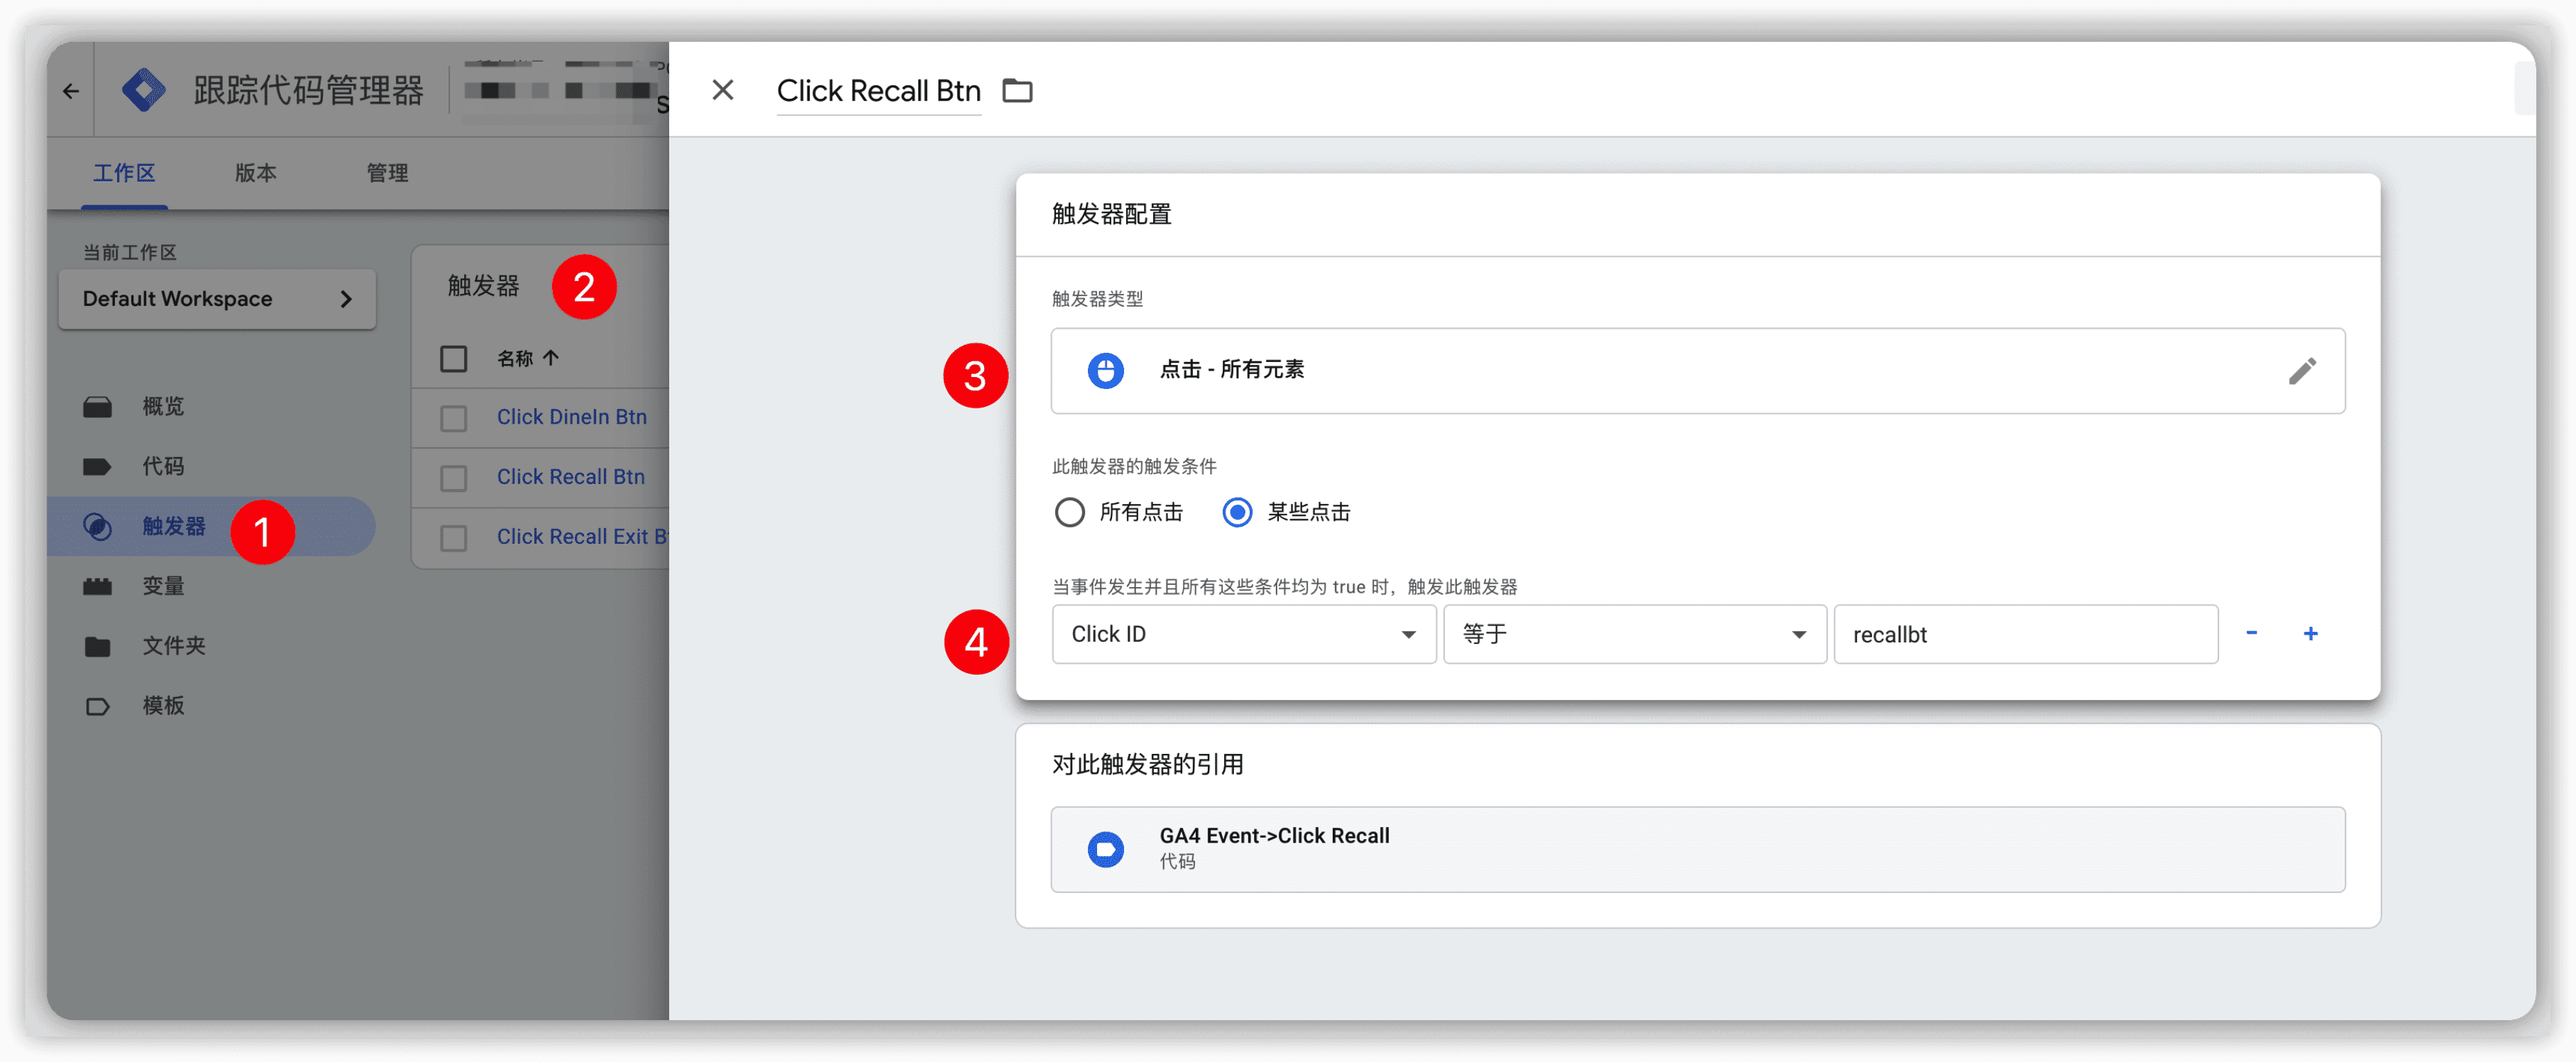 跟踪代码管理器
工作区 版本 管理
当前工作区
Default Workspace
概览
代码
触发器 1
变量
文件夹
模板
触发器 2
名称
Click DineIn Btn
Click Recall Btn
Click Recall Exit
Click Recall Btn
触发器配置
触发器类型
3 点击 - 所有元素
此触发器的触发条件
所有点击 某些点击
当事件发生并且所有这些条件均为 true 时，触发此触发器
4 Click ID 等于 recallbt - +
对此触发器的引用
GA4 Event->Click Recall
代码